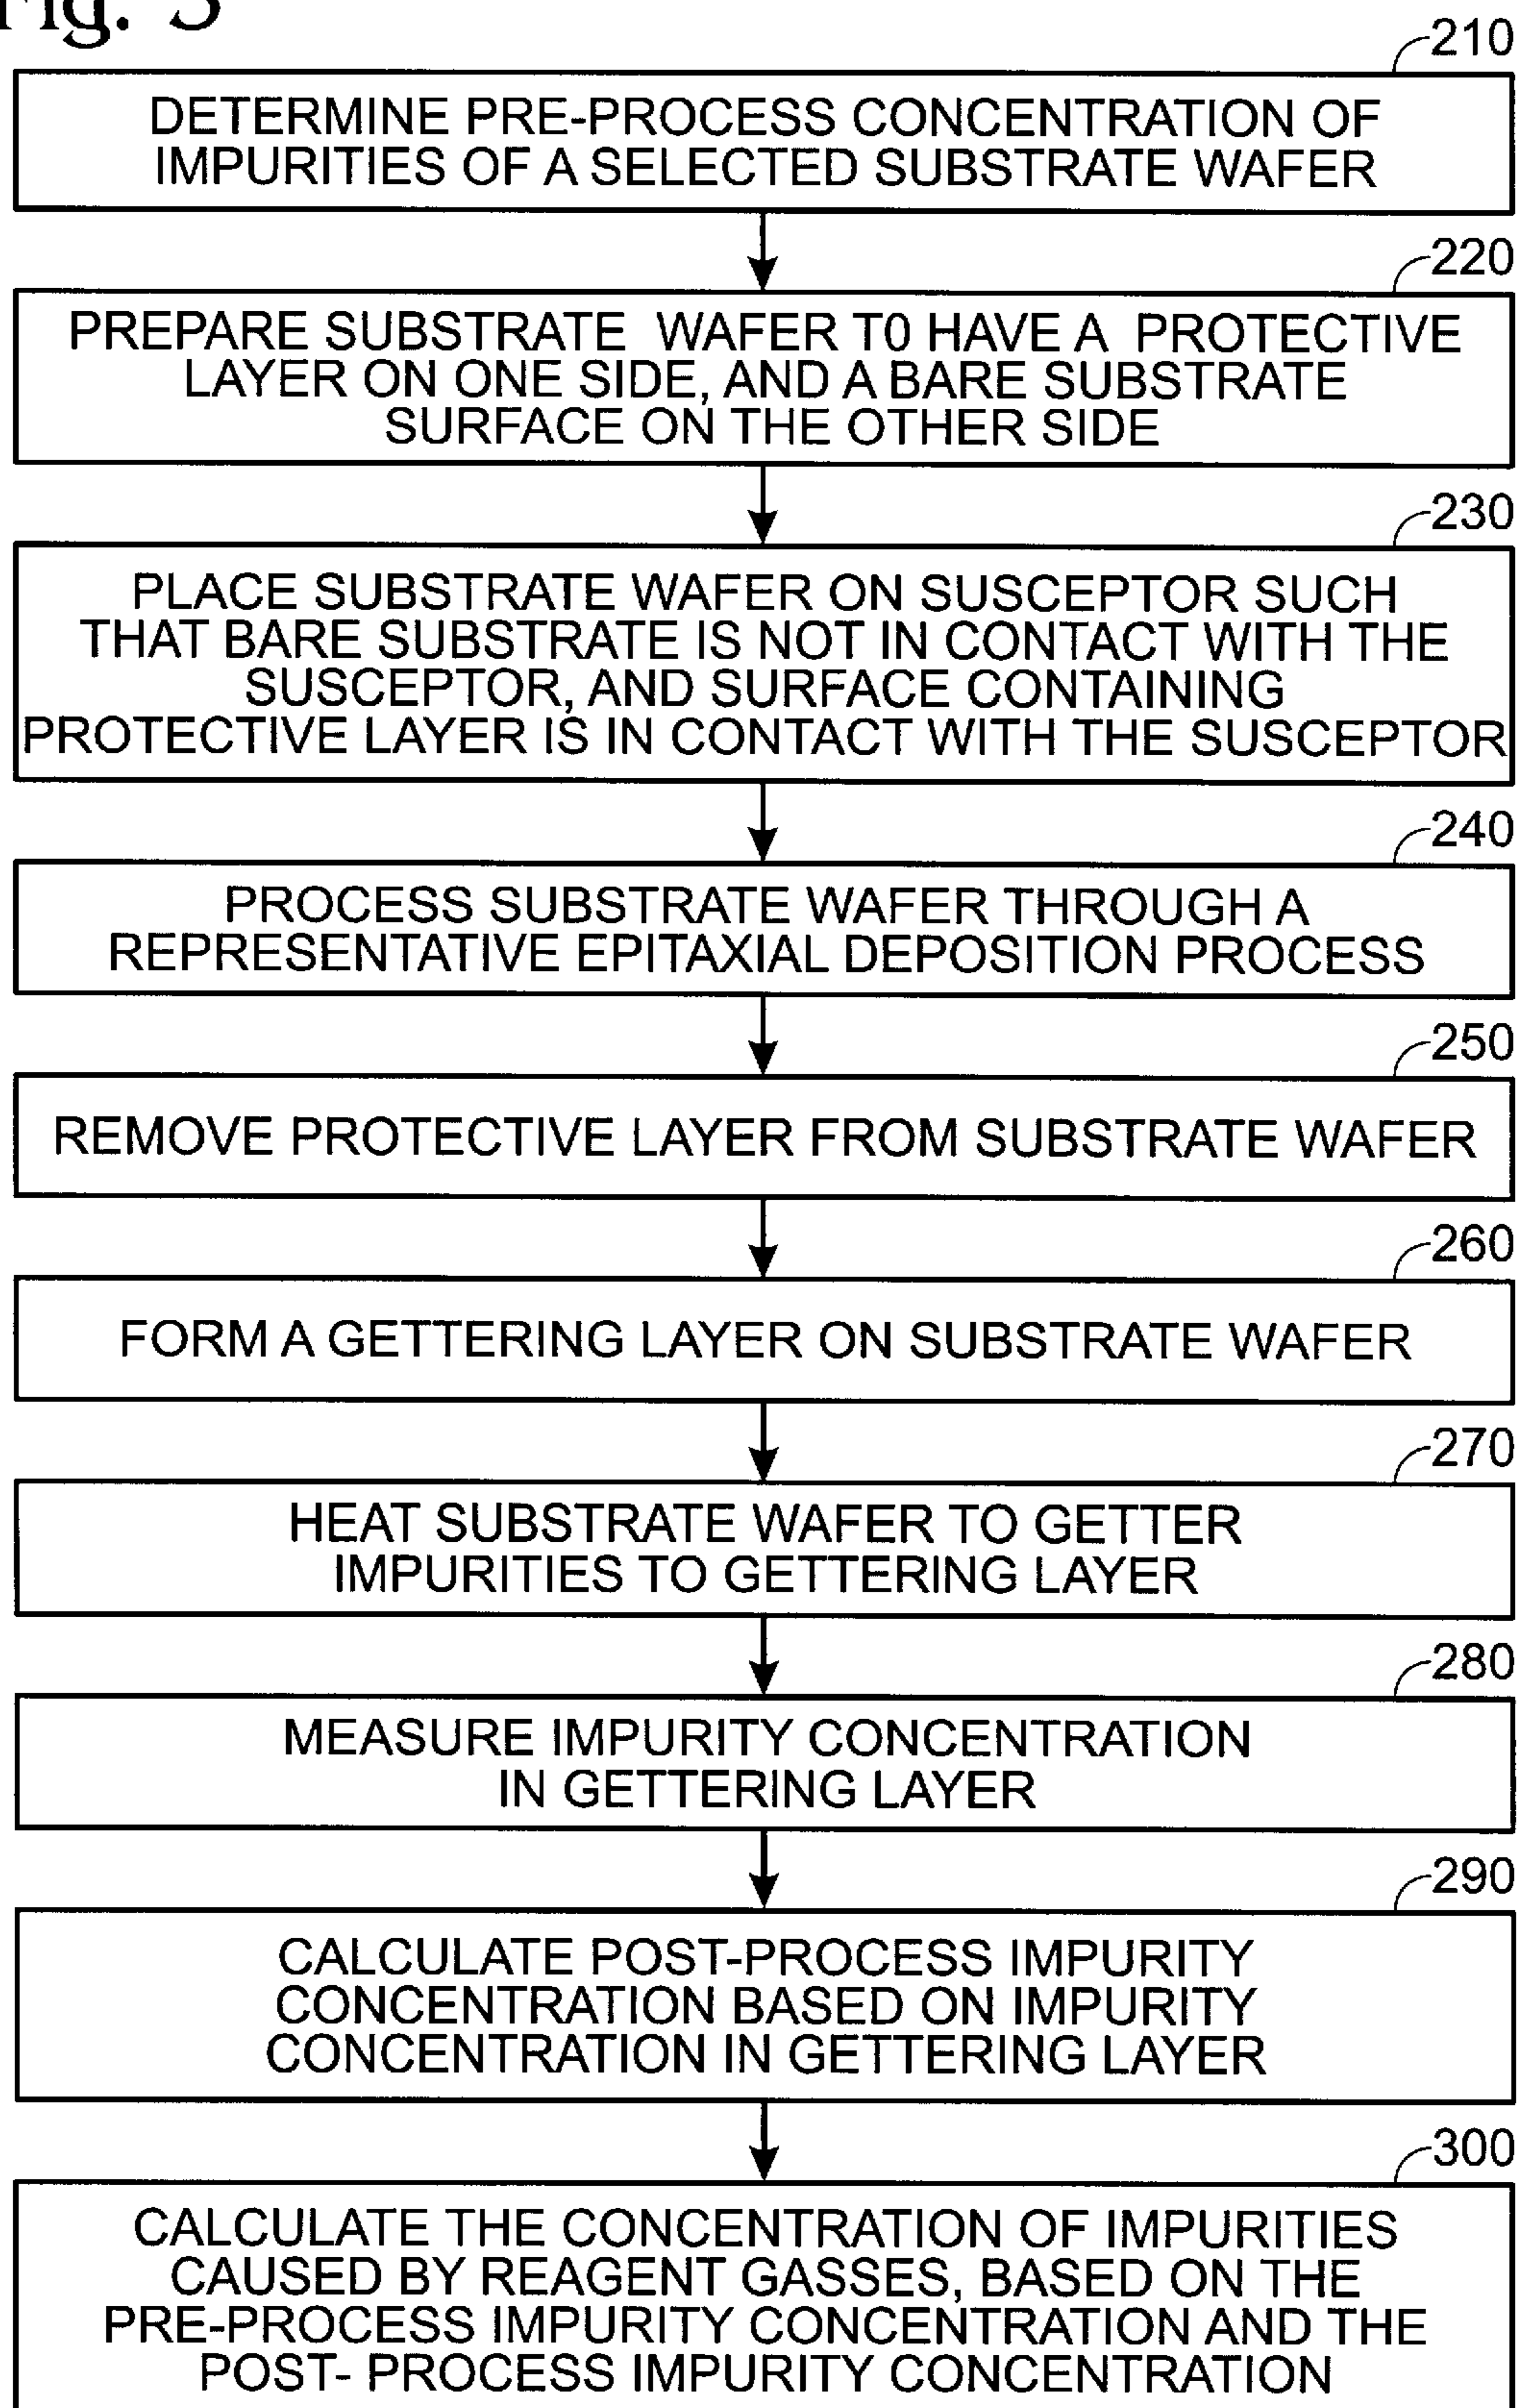 Fig. 3
210
DETERMINE PRE-PROCESS CONCENTRATION OF
IMPURITIES OF A SELECTED SUBSTRATE WAFER
220
PREPARE SUBSTRATE WAFER TO HAVE A PROTECTIVE
LAYER ON ONE SIDE, AND A BARE SUBSTRATE
SURFACE ON THE OTHER SIDE
230
PLACE SUBSTRATE WAFER ON SUSCEPTOR SUCH
THAT BARE SUBSTRATE IS NOT IN CONTACT WITH THE
SUSCEPTOR, AND SURFACE CONTAINING
PROTECTIVE LAYER IS IN CONTACT WITH THE SUSCEPTOR
240
PROCESS SUBSTRATE WAFER THROUGH A
REPRESENTATIVE EPITAXIAL DEPOSITION PROCESS
250
REMOVE PROTECTIVE LAYER FROM SUBSTRATE WAFER
260
FORM A GETTERING LAYER ON SUBSTRATE WAFER
270
HEAT SUBSTRATE WAFER TO GETTER
IMPURITIES TO GETTERING LAYER
280
MEASURE IMPURITY CONCENTRATION
IN GETTERING LAYER
290
CALCULATE POST-PROCESS IMPURITY
CONCENTRATION BASED ON IMPURITY
CONCENTRATION IN GETTERING LAYER
300
CALCULATE THE CONCENTRATION OF IMPURITIES
CAUSED BY REAGENT GASSES, BASED ON THE
PRE-PROCESS IMPURITY CONCENTRATION AND THE
POST- PROCESS IMPURITY CONCENTRATION